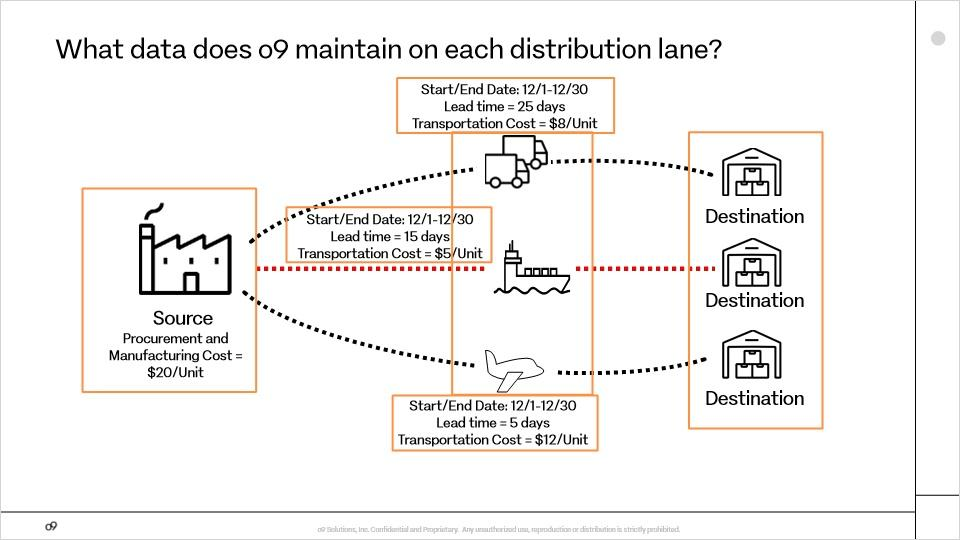 What data does o9 maintain on each distribution lane?
Start/End Date: 12/1-12/30
Lead time = 25 days
Transportation Cost = $8/Unit
Start/End Date: 12/1-12/30
Lead time = 15 days
Transportation Cost = $5/Unit
Source
Procurement and
Manufacturing Cost =
$20/Unit
Destination
Destination
Destination
Start/End Date: 12/1-12/30
Lead time = 5 days
Transportation Cost = $12/Unit
o9
o9 Solutions, Inc. Confidential and Proprietary. Any unauthorized use, reproduction or distribution is strictly prohibited.